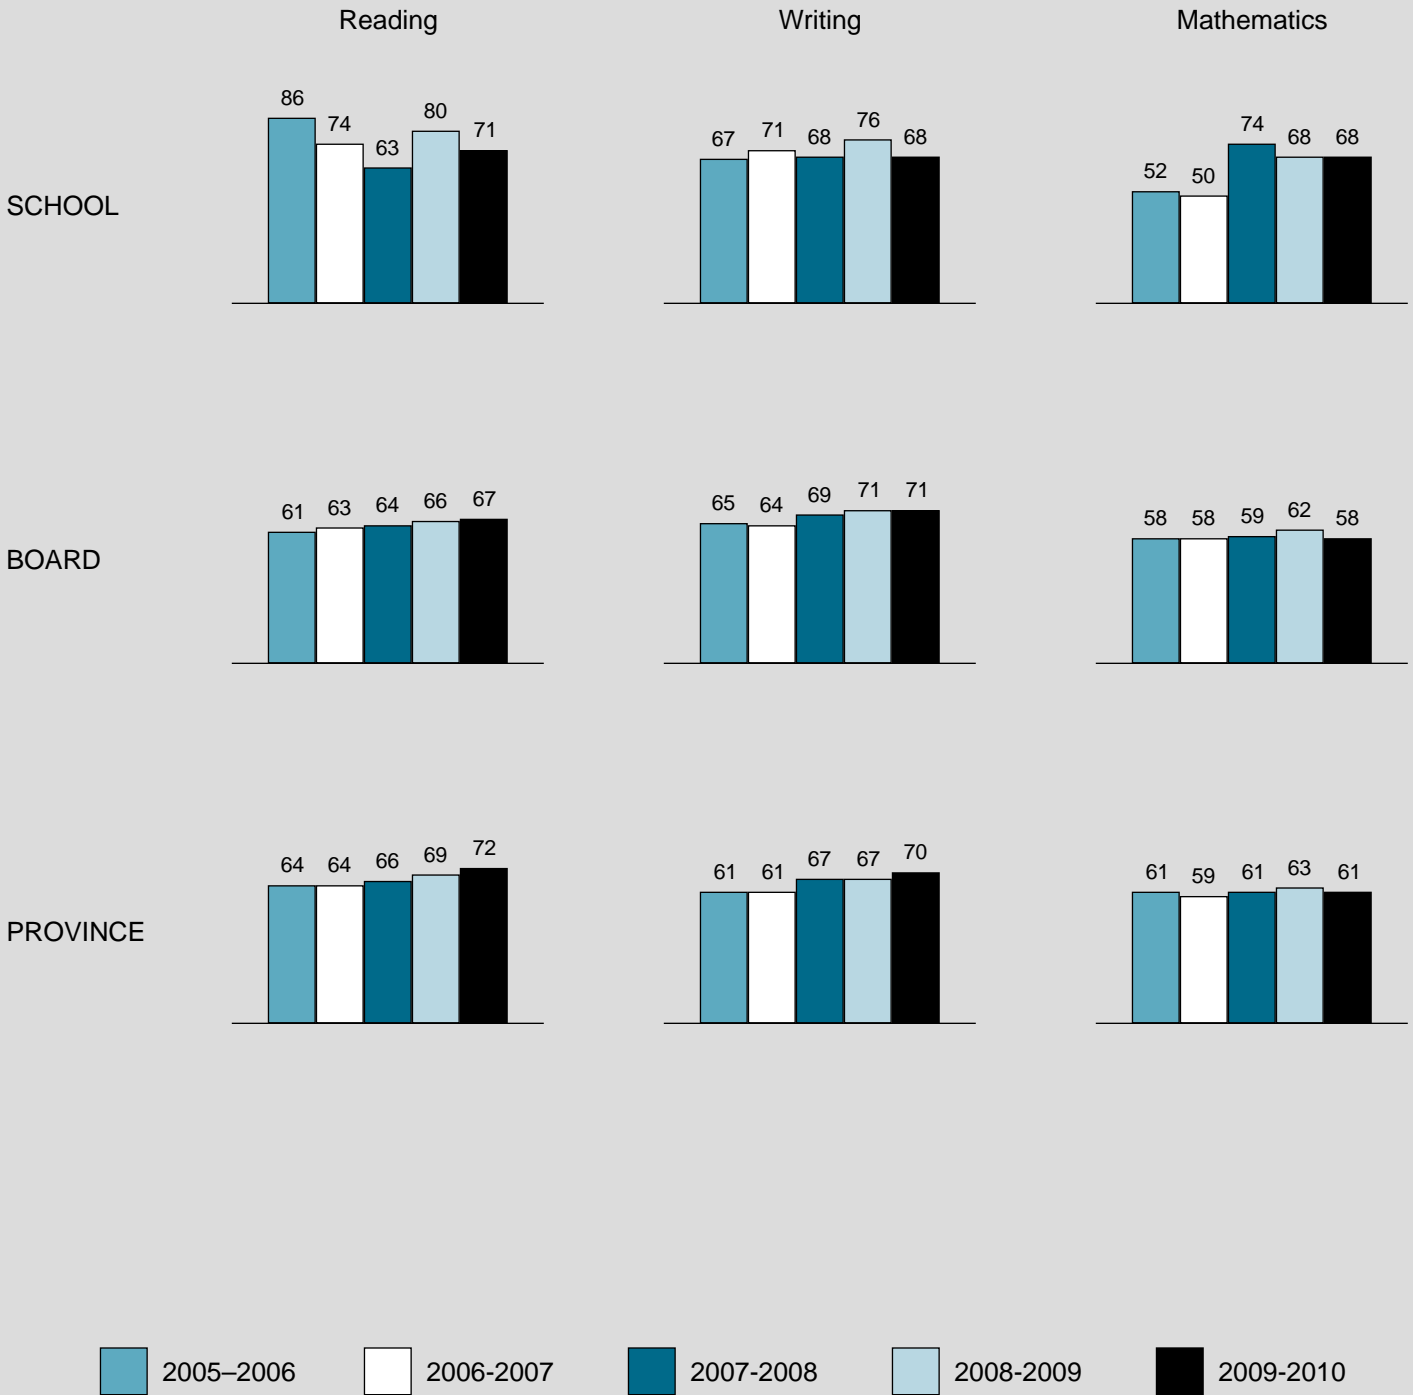 Reading Writing Mathematics
86 74 63 80 71
67 71 68 76 68
52 50 74 68 68
SCHOOL
61 63 64 66 67
65 64 69 71 71
58 58 59 62 58
BOARD
64 64 66 69 72
61 61 67 67 70
61 59 61 63 61
PROVINCE
2005–2006 2006-2007 2007-2008 2008-2009 2009-2010